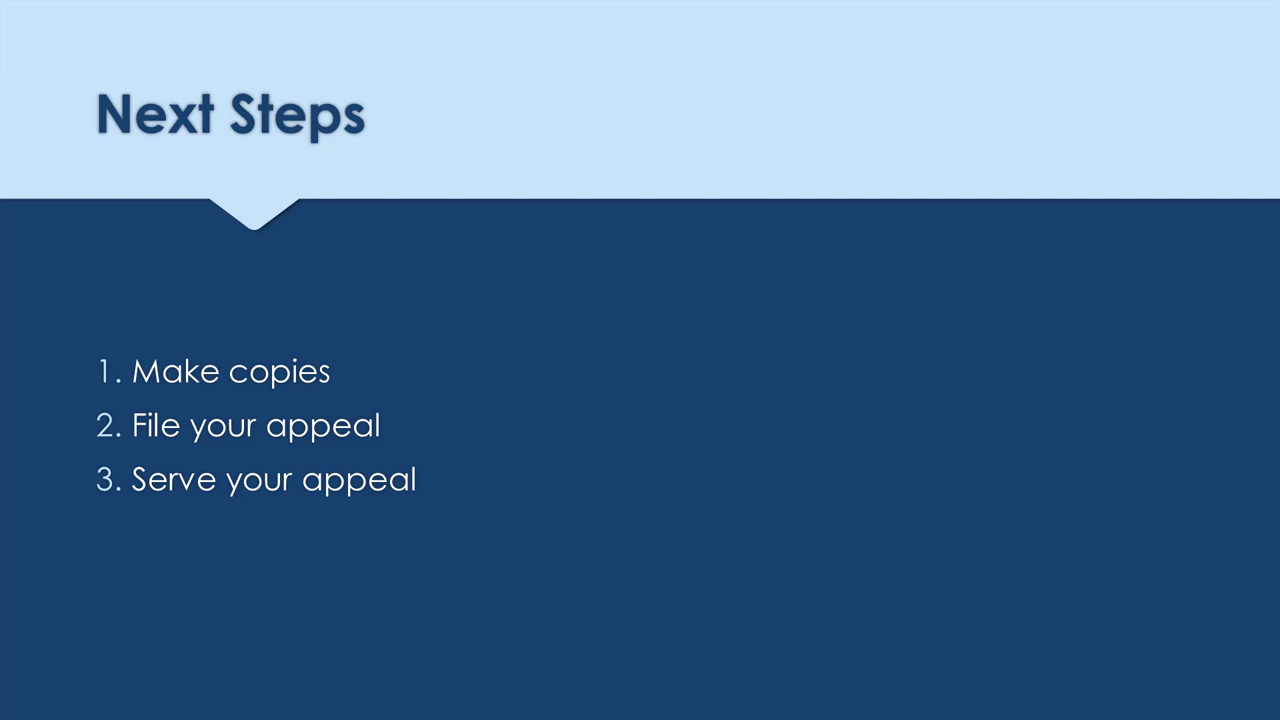 Next Steps
1. Make copies
2. File your appeal
3. Serve your appeal